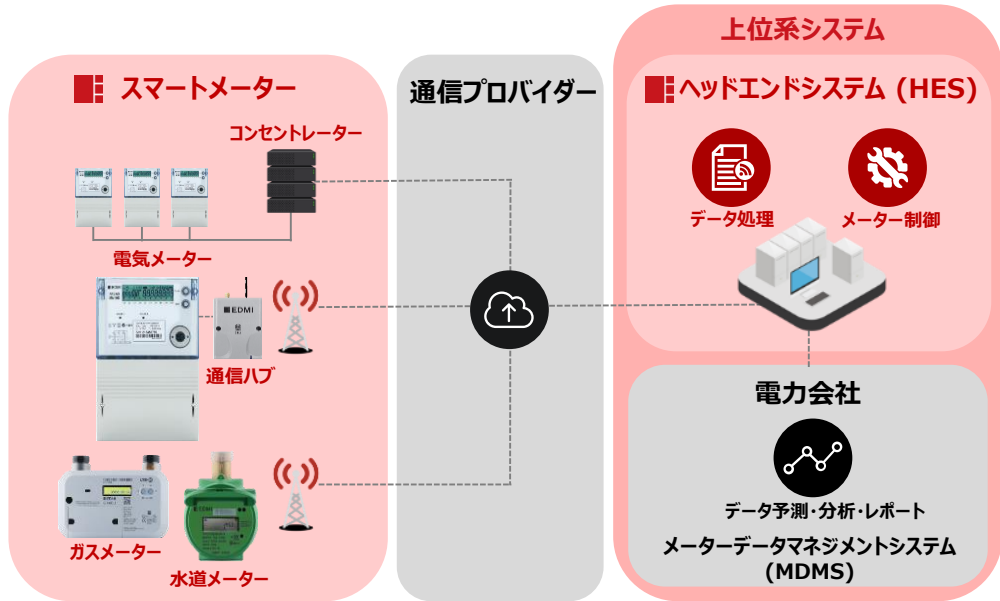 スマートメーター
コンセントレーター
電気メーター
EDMI
EDMI
通信ハブ
EDMI
ガスメーター
水道メーター
通信プロバイダー
上位系システム
ヘッドエンドシステム (HES)
データ処理
メーター制御
電力会社
データ予測・分析・レポート
メーターデータマネジメントシステム
(MDMS)